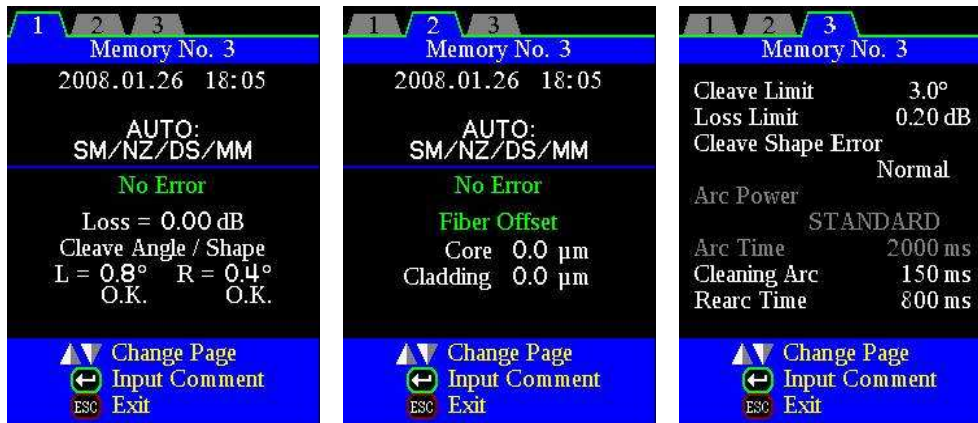 1 2 3
Memory No. 3
2008.01.26 18:05
AUTO:
SM/NZ/DS/MM
No Error
Loss = 0.00 dB
Cleave Angle / Shape
L = 0.8° R = 0.4°
O.K. O.K.
Change Page
Input Comment
ESC Exit
1 2 3
Memory No. 3
2008.01.26 18:05
AUTO:
SM/NZ/DS/MM
No Error
Fiber Offset
Core 0.0 µm
Cladding 0.0 µm
Change Page
Input Comment
ESC Exit
1 2 3
Memory No. 3
Cleave Limit 3.0°
Loss Limit 0.20 dB
Cleave Shape Error
Normal
Arc Power
STANDARD
Arc Time 2000 ms
Cleaning Arc 150 ms
Rearc Time 800 ms
Change Page
Input Comment
ESC Exit